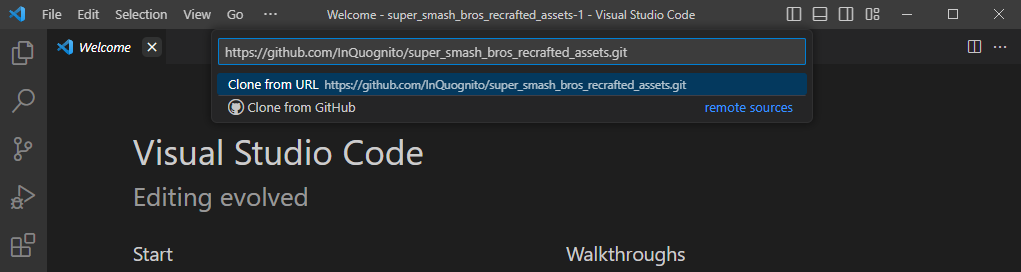 File Edit Selection View Go ··· Welcome - super_smash_bros_recrafted_assets-1 - Visual Studio Code
Welcome
https://github.com/InQuognito/super_smash_bros_recrafted_assets.git
Clone from URL https://github.com/InQuognito/super_smash_bros_recrafted_assets.git
Clone from GitHub remote sources
Visual Studio Code
Editing evolved
Start Walkthroughs